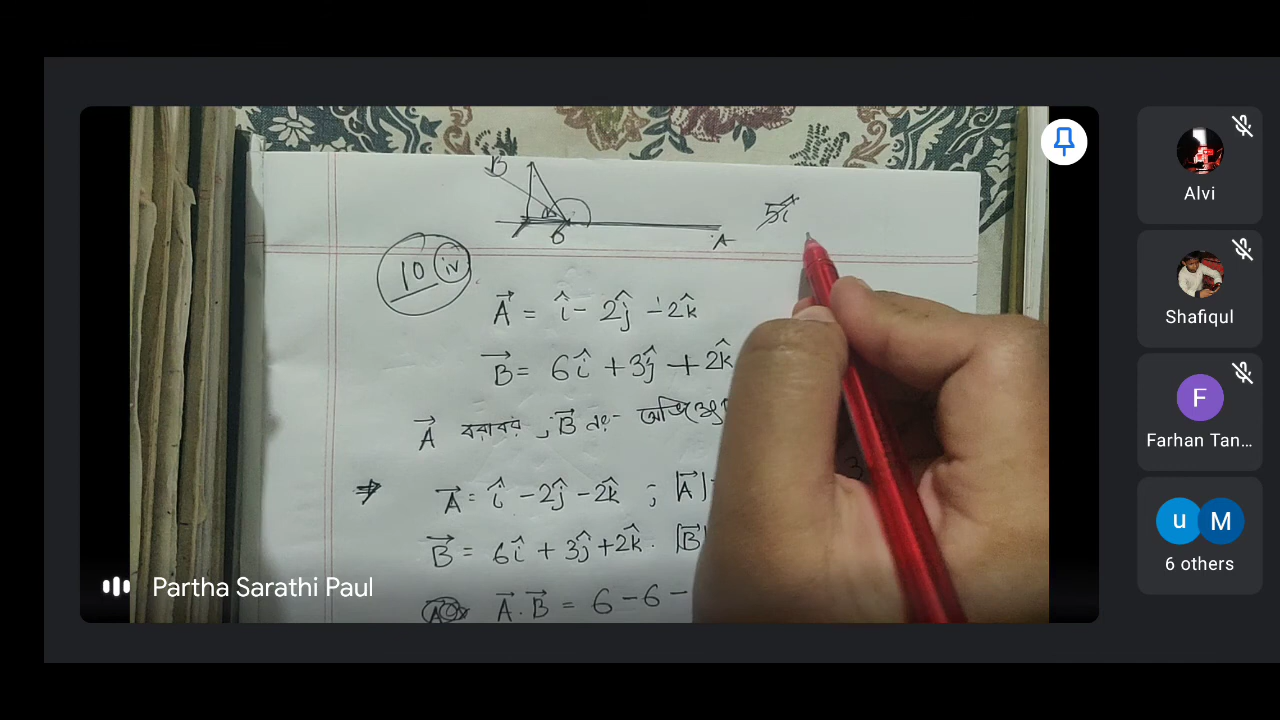 B
5î
B
A
10 iv
A⃗ = î - 2ĵ - 2k̂
B⃗ = 6î + 3ĵ + 2k̂
A⃗ বরাবর ; B⃗ এর
⇒ A⃗ = î - 2ĵ - 2k̂ ; |A⃗|
B⃗ = 6î + 3ĵ + 2k̂ . |B⃗|
A⃗ . B⃗ = 6 - 6 -
Partha Sarathi Paul
Alvi
Shafiqul
F
Farhan Tan...
u M
6 others